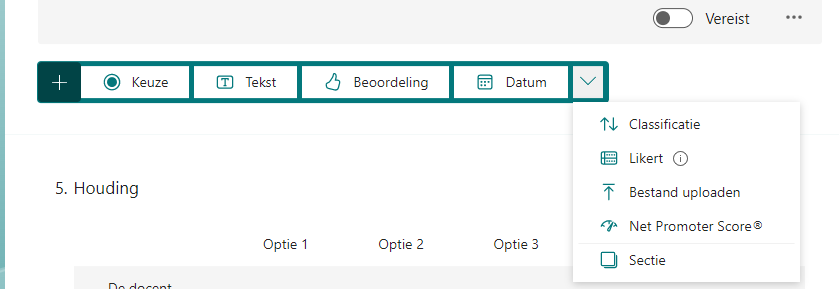 Vereist
Keuze
Tekst
Beoordeling
Datum
Classificatie
Likert
Bestand uploaden
Net Promoter Score®
Sectie
5. Houding
Optie 1 Optie 2 Optie 3
De docent